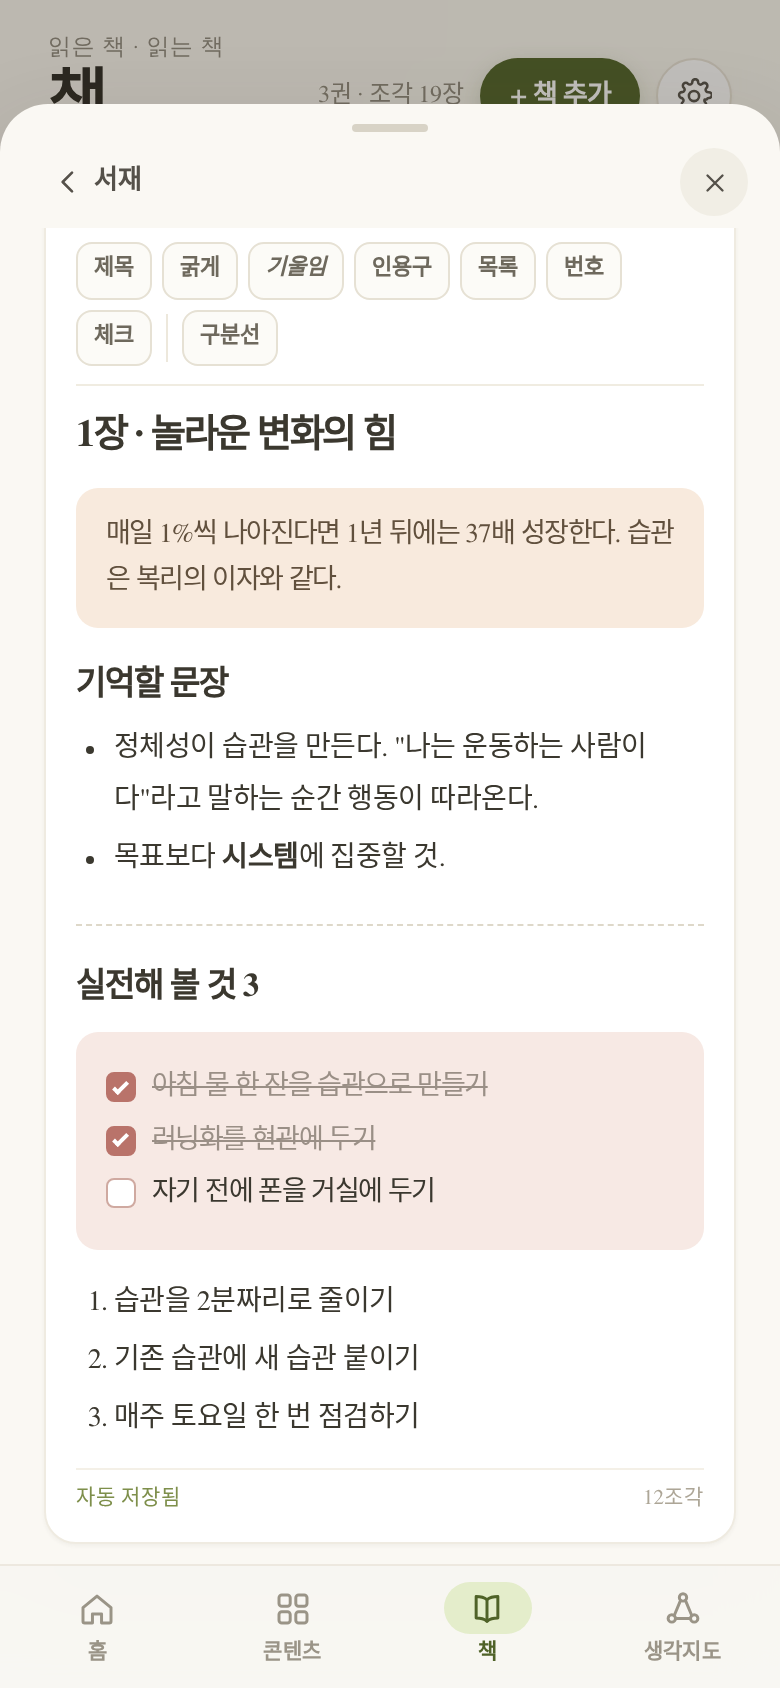 읽은 책 · 읽는 책
책
3권 · 조각 19장
+ 책 추가
서재
제목 굵게 기울임 인용구 목록 번호
체크 구분선
1장 · 놀라운 변화의 힘
매일 1%씩 나아진다면 1년 뒤에는 37배 성장한다. 습관
은 복리의 이자와 같다.
기억할 문장
• 정체성이 습관을 만든다. "나는 운동하는 사람이
다"라고 말하는 순간 행동이 따라온다.
• 목표보다 시스템에 집중할 것.
실전해 볼 것 3
아침 물 한 잔을 습관으로 만들기
러닝화를 현관에 두기
자기 전에 폰을 거실에 두기
1. 습관을 2분짜리로 줄이기
2. 기존 습관에 새 습관 붙이기
3. 매주 토요일 한 번 점검하기
자동 저장됨
12조각
홈 콘텐츠 책 생각지도